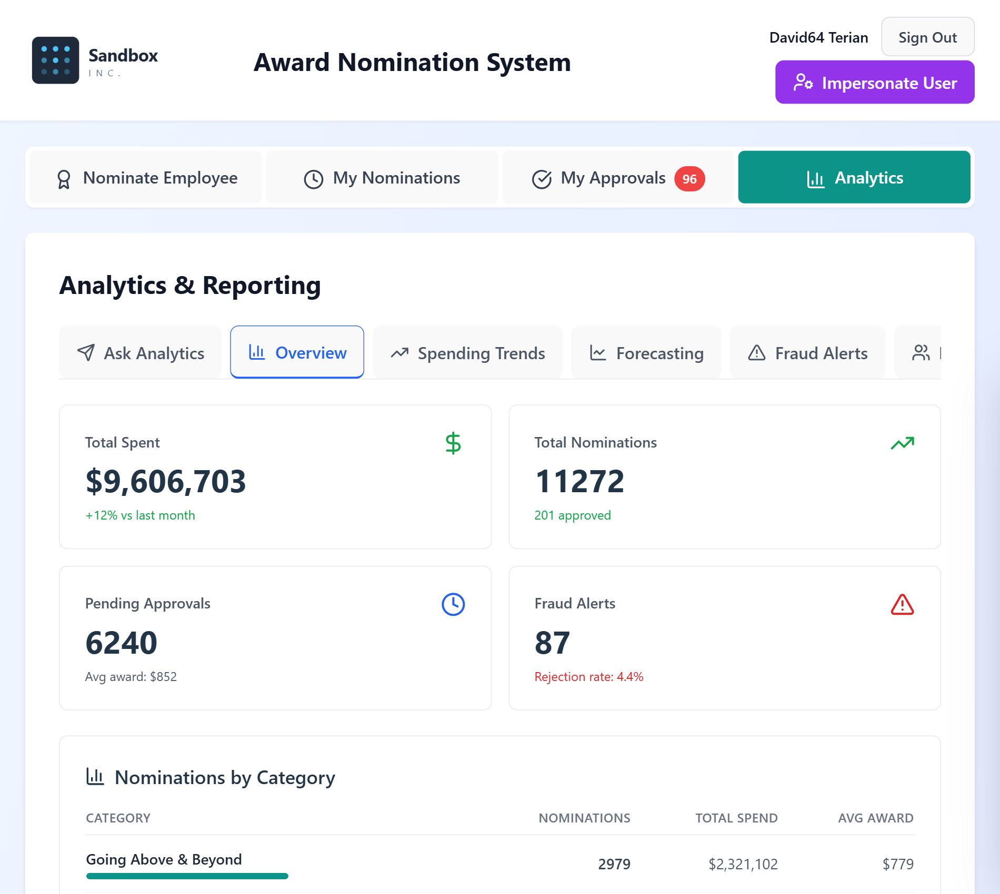 Sandbox
INC.
Award Nomination System
David64 Terian
Sign Out
Impersonate User
Nominate Employee
My Nominations
My Approvals 96
Analytics
Analytics & Reporting
Ask Analytics
Overview
Spending Trends
Forecasting
Fraud Alerts
Total Spent
$9,606,703
+12% vs last month
Total Nominations
11272
201 approved
Pending Approvals
6240
Avg award: $852
Fraud Alerts
87
Rejection rate: 4.4%
Nominations by Category
CATEGORY NOMINATIONS TOTAL SPEND AVG AWARD
Going Above & Beyond 2979 $2,321,102 $779